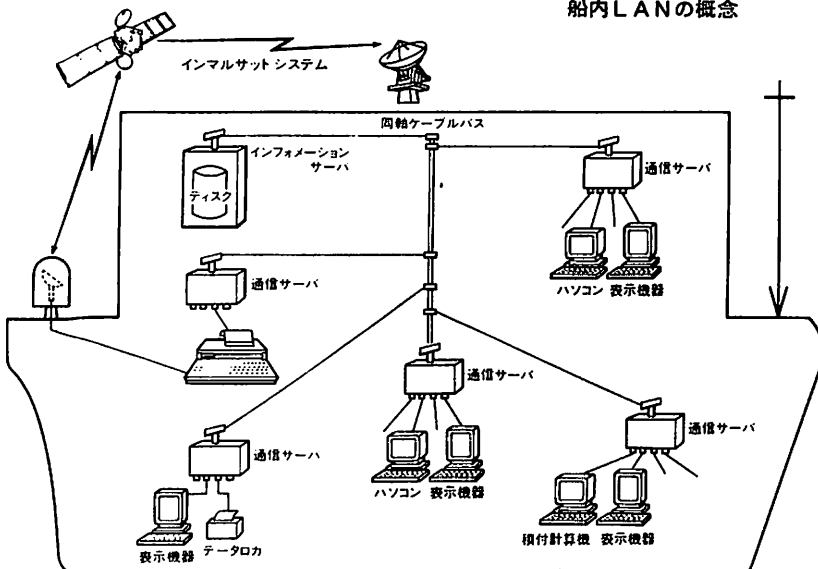 船内LANの概念
インマルサットシステム
同軸ケーブルバス
インフォメーション
サーバ
ディスク
通信サーバ
ハソコン 表示機器
通信サーバ
通信サーバ
ハソコン 表示機器
通信サーバ
通信サーハ
積付計算機 表示機器
表示機器
テータロカ